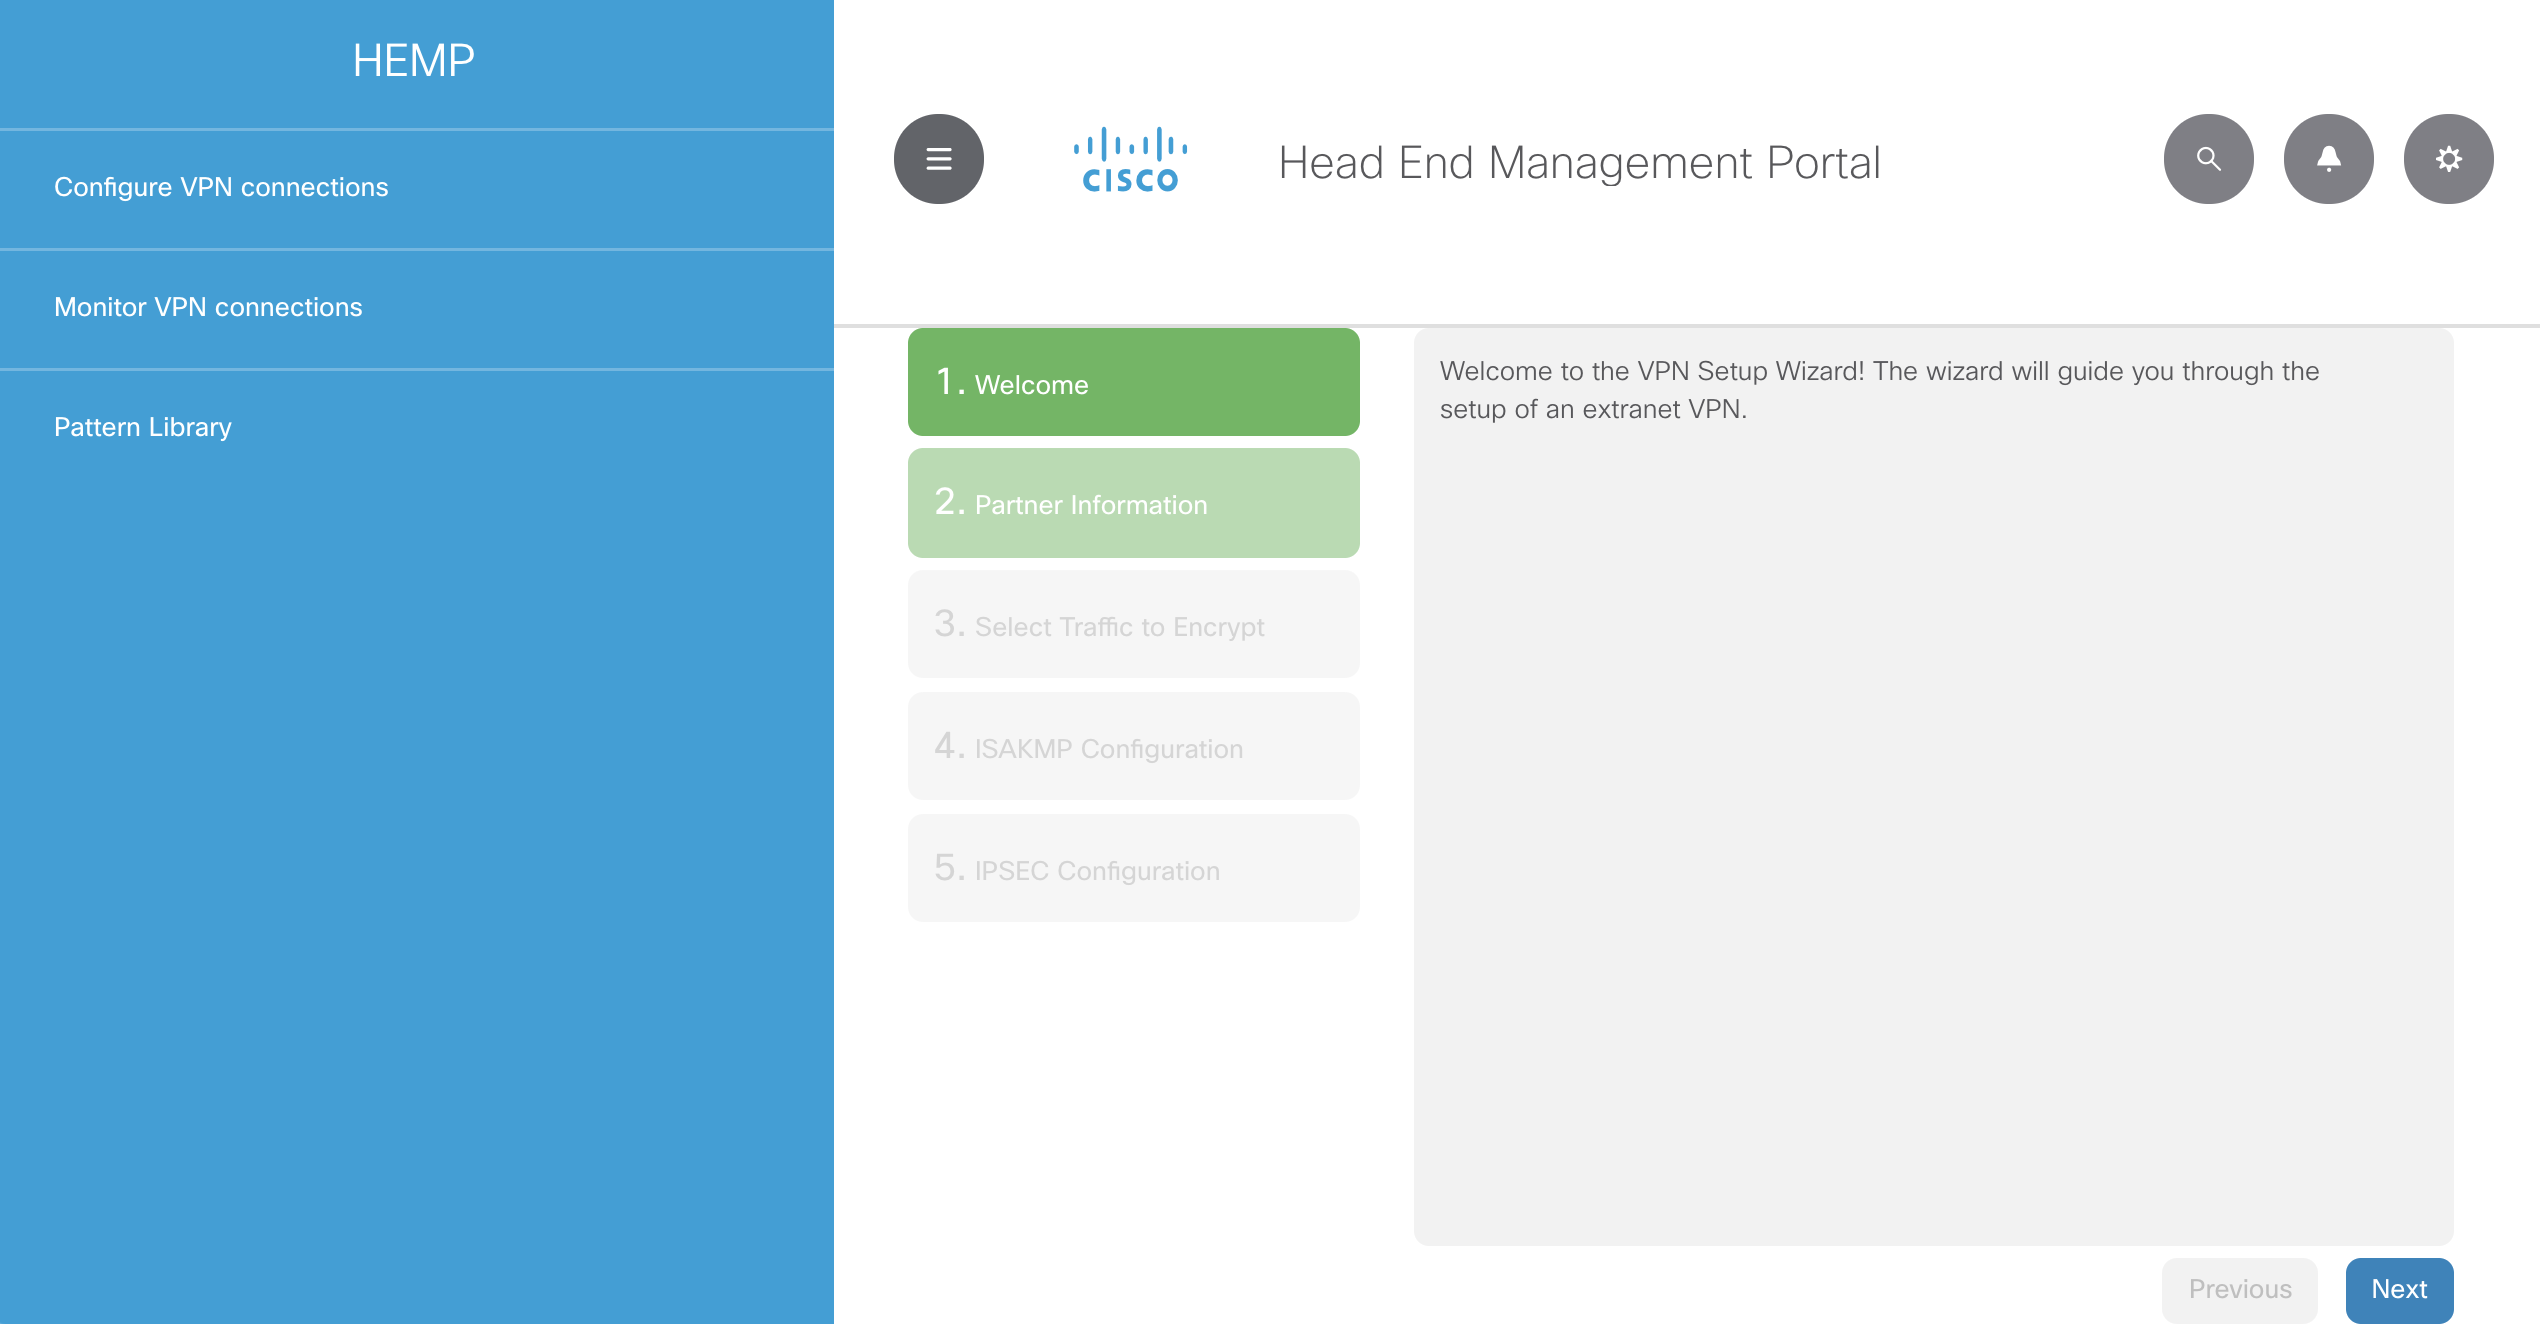 HEMP
Configure VPN connections
Monitor VPN connections
Pattern Library
CISCO
Head End Management Portal
1. Welcome
2. Partner Information
3. Select Traffic to Encrypt
4. ISAKMP Configuration
5. IPSEC Configuration
Welcome to the VPN Setup Wizard! The wizard will guide you through the
setup of an extranet VPN.
Previous
Next